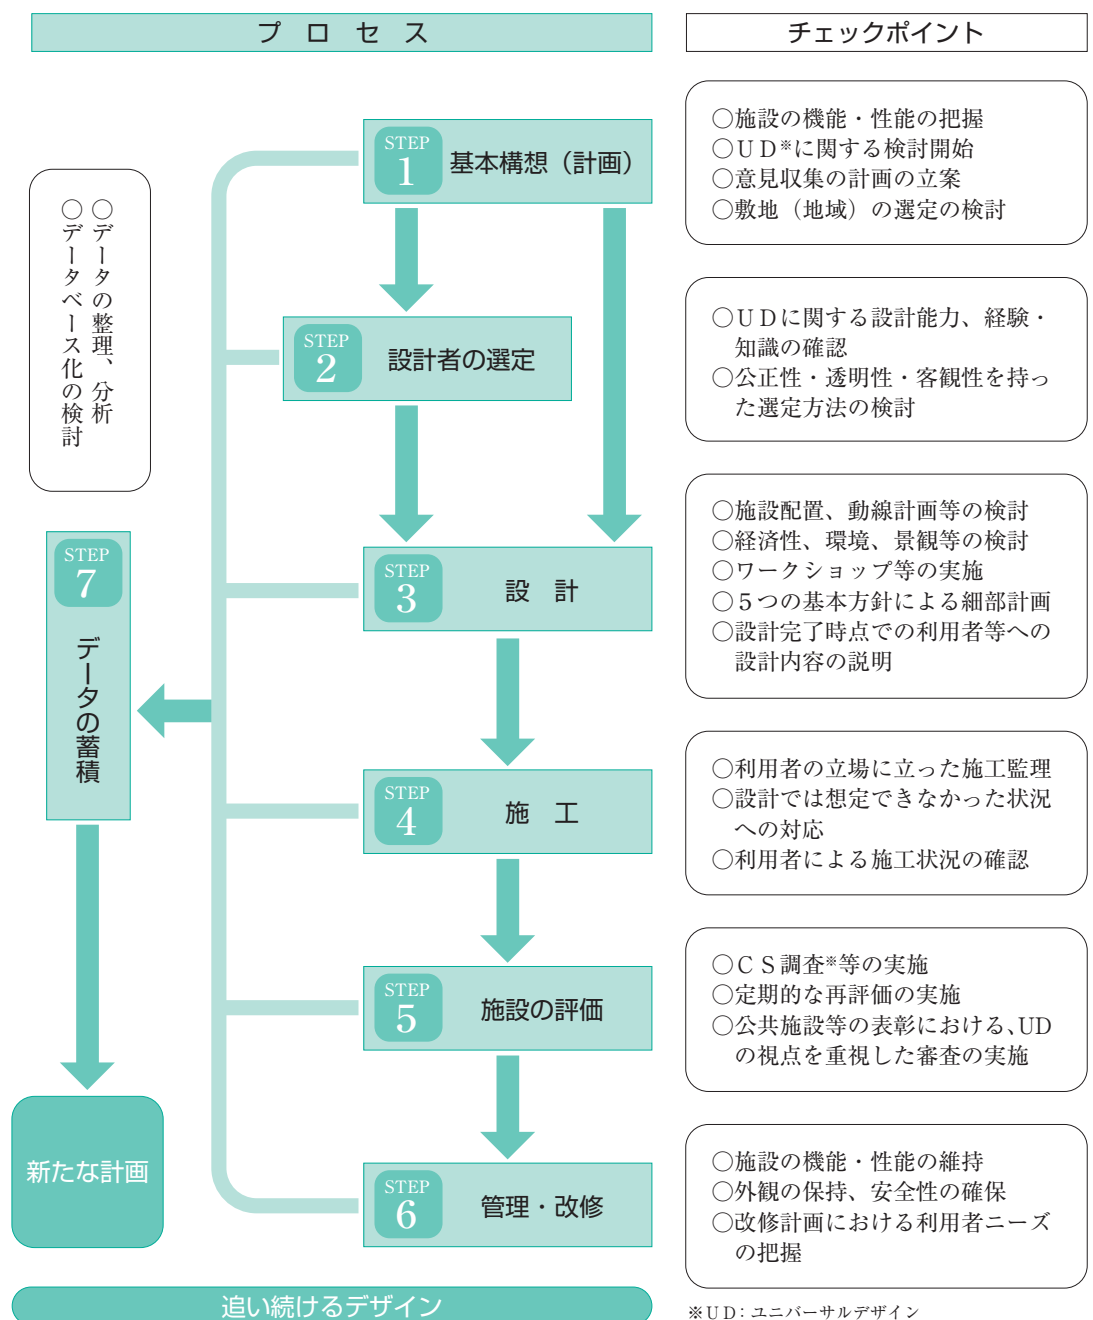 プロセス
チェックポイント
STEP
1
基本構想（計画）
○施設の機能・性能の把握
○ＵＤ※に関する検討開始
○意見収集の計画の立案
○敷地（地域）の選定の検討
STEP
2
設計者の選定
○ＵＤに関する設計能力、経験・
知識の確認
○公正性・透明性・客観性を持っ
た選定方法の検討
STEP
3
設　計
○施設配置、動線計画等の検討
○経済性、環境、景観等の検討
○ワークショップ等の実施
○５つの基本方針による細部計画
○設計完了時点での利用者等への
設計内容の説明
STEP
4
施　工
○利用者の立場に立った施工監理
○設計では想定できなかった状況
への対応
○利用者による施工状況の確認
STEP
5
施設の評価
○ＣＳ調査※等の実施
○定期的な再評価の実施
○公共施設等の表彰における、UD
の視点を重視した審査の実施
STEP
6
管理・改修
○施設の機能・性能の維持
○外観の保持、安全性の確保
○改修計画における利用者ニーズ
の把握
○データの整理、分析
○データベース化の検討
STEP
7
データの蓄積
新たな計画
追い続けるデザイン
※ＵＤ：ユニバーサルデザイン